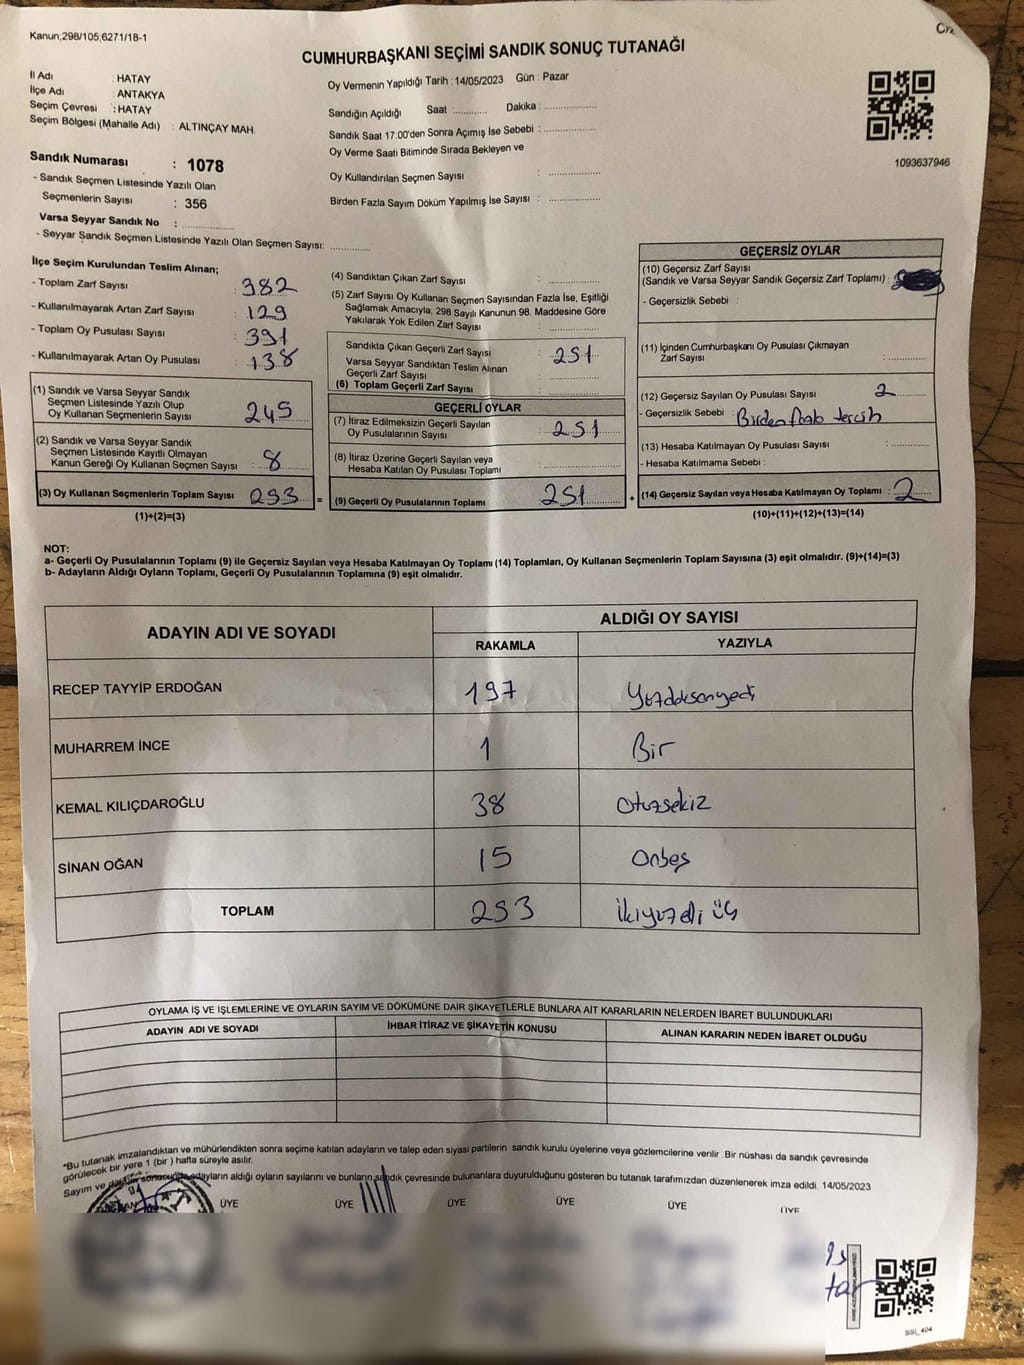 Kanun;298/105;6271/18-1
CUMHURBAŞKANI SEÇİMİ SANDIK SONUÇ TUTANAĞI
İl Adı : HATAY
İlçe Adı : ANTAKYA
Seçim Çevresi : HATAY
Seçim Bölgesi (Mahalle Adı) : ALTINÇAY MAH.
Sandık Numarası : 1078
- Sandık Seçmen Listesinde Yazılı Olan
Seçmenlerin Sayısı : 356
Varsa Seyyar Sandık No :
- Seyyar Sandık Seçmen Listesinde Yazılı Olan Seçmen Sayısı:
Oy Vermenin Yapıldığı Tarih : 14/05/2023 Gün : Pazar
Sandığın Açıldığı Saat : Dakika :
Sandık Saat 17.00'den Sonra Açımış İse Sebebi :
Oy Verme Saati Bitiminde Sırada Bekleyen ve
Oy Kullandırılan Seçmen Sayısı :
Birden Fazla Sayım Döküm Yapılmış İse Sayısı :
1093637946
İlçe Seçim Kurulundan Teslim Alınan;
- Toplam Zarf Sayısı : 382
- Kullanılmayarak Artan Zarf Sayısı : 129
- Toplam Oy Pusulası Sayısı : 391
- Kullanılmayarak Artan Oy Pusulası : 138
(1) Sandık ve Varsa Seyyar Sandık
Seçmen Listesinde Yazılı Olup
Oy Kullanan Seçmenlerin Sayısı : 245
(2) Sandık ve Varsa Seyyar Sandık
Seçmen Listesinde Kayıtlı Olmayan
Kanun Gereği Oy Kullanan Seçmen Sayısı : 8
(3) Oy Kullanan Seçmenlerin Toplam Sayısı : 253 =
(1)+(2)=(3)
(4) Sandıktan Çıkan Zarf Sayısı :
(5) Zarf Sayısı Oy Kullanan Seçmen Sayısından Fazla İse, Eşitliği
Sağlamak Amacıyla, 298 Sayılı Kanunun 98. Maddesine Göre
Yakılarak Yok Edilen Zarf Sayısı :
Sandıkta Çıkan Geçerli Zarf Sayısı : 251
Varsa Seyyar Sandıktan Teslim Alınan
Geçerli Zarf Sayısı :
(6) Toplam Geçerli Zarf Sayısı :
GEÇERLİ OYLAR
(7) İtiraz Edilmeksizin Geçerli Sayılan
Oy Pusulalarının Sayısı : 251
(8) İtiraz Üzerine Geçerli Sayılan veya
Hesaba Katılan Oy Pusulası Toplamı :
(9) Geçerli Oy Pusulalarının Toplamı : 251 +
GEÇERSİZ OYLAR
(10) Geçersiz Zarf Sayısı
(Sandık ve Varsa Seyyar Sandık Geçersiz Zarf Toplamı) :
- Geçersizlik Sebebi :
(11) İçinden Cumhurbaşkanı Oy Pusulası Çıkmayan
Zarf Sayısı :
(12) Geçersiz Sayılan Oy Pusulası Sayısı : 2
- Geçersizlik Sebebi : Birden fazla tercih
(13) Hesaba Katılmayan Oy Pusulası Sayısı :
- Hesaba Katılmama Sebebi :
(14) Geçersiz Sayılan veya Hesaba Katılmayan Oy Toplamı : 2
(10)+(11)+(12)+(13)=(14)
NOT:
a- Geçerli Oy Pusulalarının Toplamı (9) ile Geçersiz Sayılan veya Hesaba Katılmayan Oy Toplamı (14) Toplamları, Oy Kullanan Seçmenlerin Toplam Sayısına (3) eşit olmalıdır. (9)+(14)=(3)
b- Adayların Aldığı Oyların Toplamı, Geçerli Oy Pusulalarının Toplamına (9) eşit olmalıdır.
ADAYIN ADI VE SOYADI
ALDIĞI OY SAYISI
RAKAMLA YAZIYLA
RECEP TAYYİP ERDOĞAN 197 Yüzdoksanyedi
MUHARREM İNCE 1 Bir
KEMAL KILIÇDAROĞLU 38 Otuzsekiz
SİNAN OĞAN 15 Onbeş
TOPLAM 253 İkiyüzelli üç
OYLAMA İŞ VE İŞLEMLERİNE VE OYLARIN SAYIM VE DÖKÜMÜNE DAİR ŞİKAYETLERLE BUNLARA AİT KARARLARIN NELERDEN İBARET BULUNDUKLARI
ADAYIN ADI VE SOYADI İHBAR İTİRAZ VE ŞİKAYETİN KONUSU ALINAN KARARIN NEDEN İBARET OLDUĞU
*Bu tutanak imzalandıktan ve mühürlendikten sonra seçime katılan adayların ve talep eden siyasi partilerin sandık kurulu üyelerine veya gözlemcilerine verilir .Bir nüshası da sandık çevresinde
görülecek bir yere 1 (bir ) hafta süreyle asılır.
Sayım ve döküm sonucunda adayların aldığı oyların sayılarını ve bunların sandık çevresinde bulunanlara duyurulduğunu gösteren bu tutanak tarafımızdan düzenlenerek imza edildi. 14/05/2023
ÜYE ÜYE ÜYE ÜYE ÜYE ÜYE
SSL_404